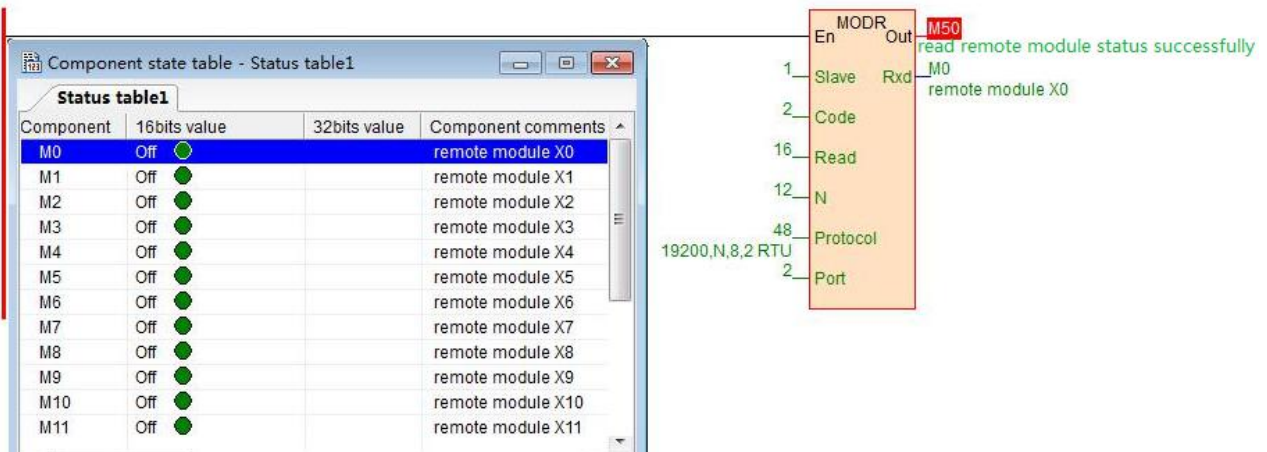 Component state table - Status table1
Status table1
Component 16bits value 32bits value Component comments
M0 Off remote module X0
M1 Off remote module X1
M2 Off remote module X2
M3 Off remote module X3
M4 Off remote module X4
M5 Off remote module X5
M6 Off remote module X6
M7 Off remote module X7
M8 Off remote module X8
M9 Off remote module X9
M10 Off remote module X10
M11 Off remote module X11
MODR
En Out M50
read remote module status successfully
1 Slave Rxd M0
remote module X0
2 Code
16 Read
12 N
48 Protocol
19200,N,8,2 RTU
2 Port